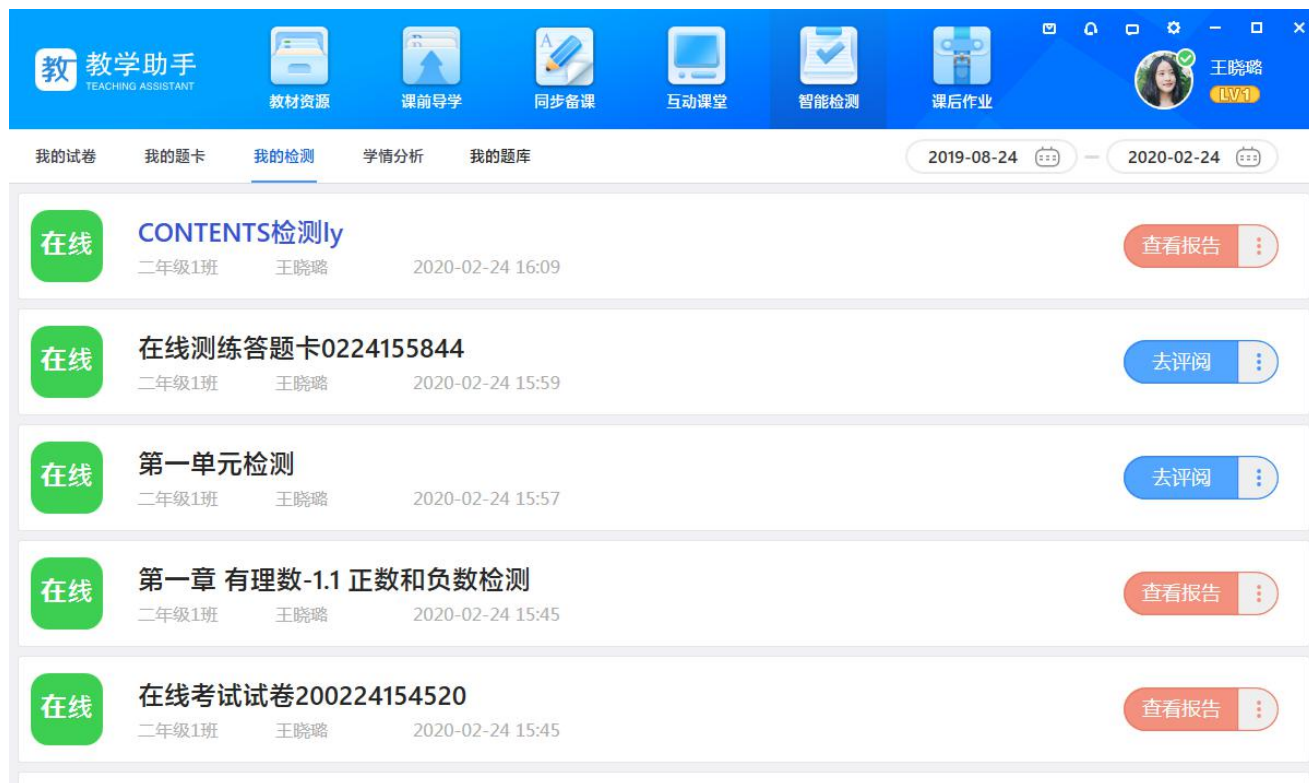 教 教学助手
TEACHING ASSISTANT
教材资源 课前导学 同步备课 互动课堂 智能检测 课后作业
王晓璐
LV1
我的试卷 我的题卡 我的检测 学情分析 我的题库 2019-08-24 — 2020-02-24
在线 CONTENTS检测ly 查看报告
二年级1班 王晓璐 2020-02-24 16:09
在线 在线测练答题卡0224155844 去评阅
二年级1班 王晓璐 2020-02-24 15:59
在线 第一单元检测 去评阅
二年级1班 王晓璐 2020-02-24 15:57
在线 第一章 有理数-1.1 正数和负数检测 查看报告
二年级1班 王晓璐 2020-02-24 15:45
在线 在线考试试卷200224154520 查看报告
二年级1班 王晓璐 2020-02-24 15:45